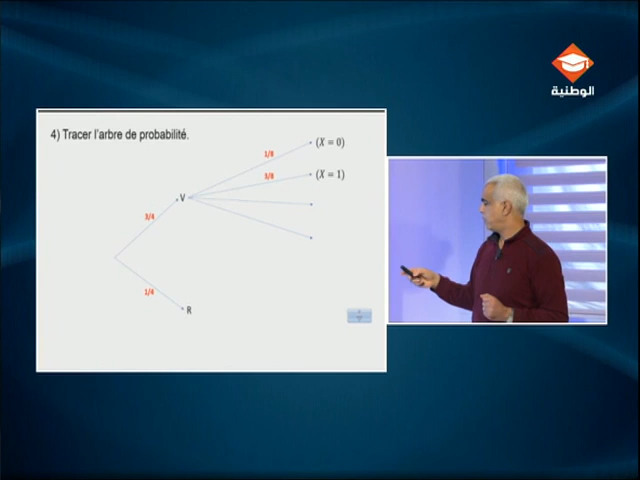 الوطنية
4) Tracer l'arbre de probabilité.
1/8
(X = 0)
3/8
(X = 1)
V
3/4
1/4
R